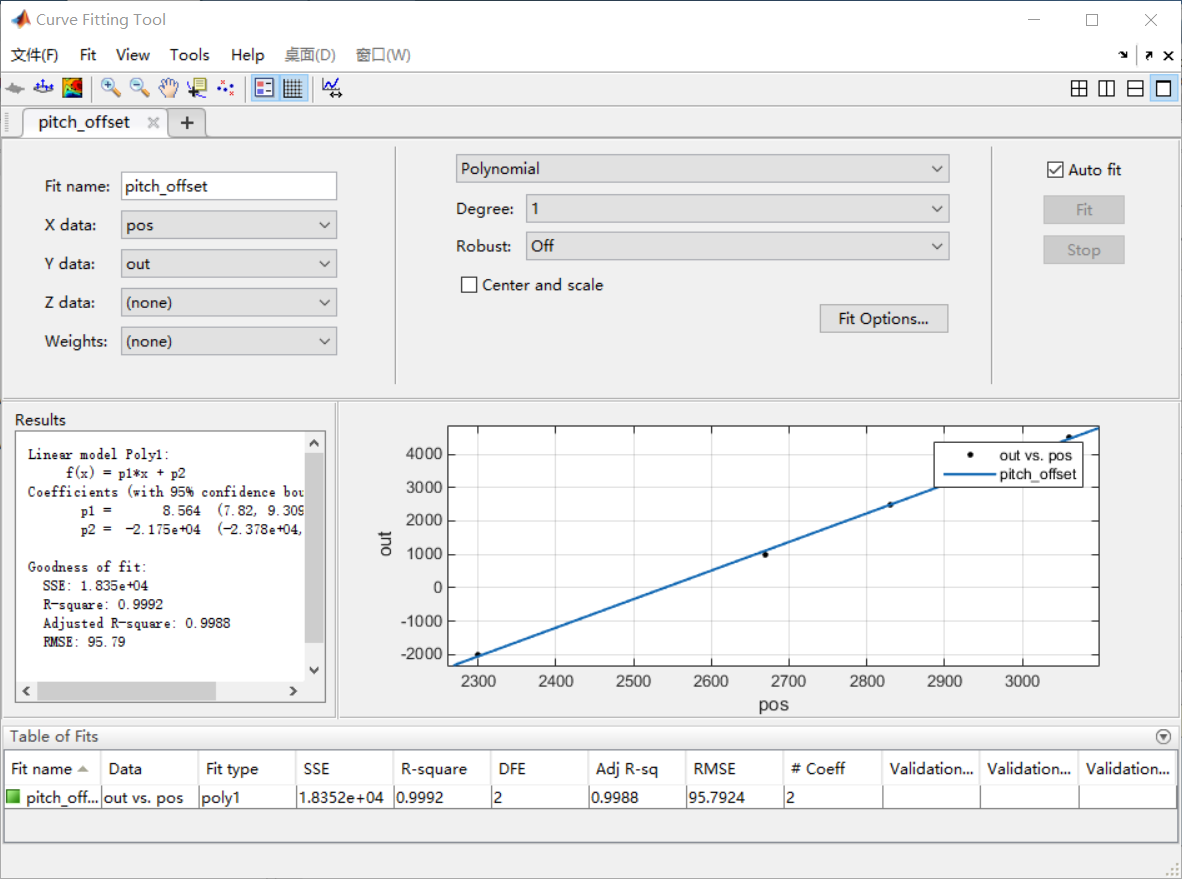 Curve Fitting Tool
文件(F) Fit View Tools Help 桌面(D) 窗口(W)
pitch_offset
Fit name: pitch_offset
X data: pos
Y data: out
Z data: (none)
Weights: (none)
Polynomial
Degree: 1
Robust: Off
Center and scale
Fit Options...
Auto fit
Fit
Stop
Results
Linear model Poly1:
f(x) = p1*x + p2
Coefficients (with 95% confidence bou
p1 = 8.564 (7.82, 9.309
p2 = -2.175e+04 (-2.378e+04,
Goodness of fit:
SSE: 1.835e+04
R-square: 0.9992
Adjusted R-square: 0.9988
RMSE: 95.79
out
4000
3000
2000
1000
0
-1000
-2000
2300 2400 2500 2600 2700 2800 2900 3000
pos
out vs. pos
pitch_offset
Table of Fits
Fit name Data Fit type SSE R-square DFE Adj R-sq RMSE # Coeff Validation... Validation... Validation...
pitch_off... out vs. pos poly1 1.8352e+04 0.9992 2 0.9988 95.7924 2